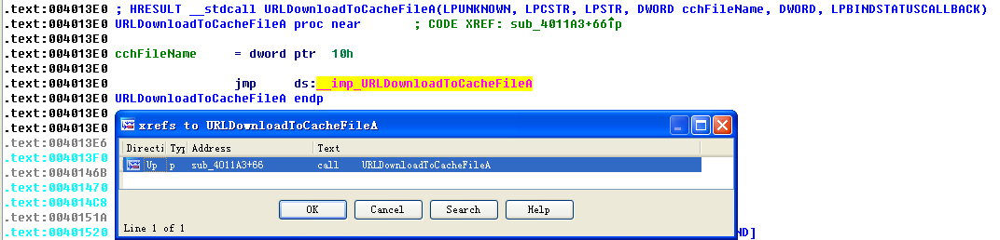 .text:004013E0 ; HRESULT __stdcall URLDownloadToCacheFileA(LPUNKNOWN, LPCSTR, LPSTR, DWORD cchFileName, DWORD, LPBINDSTATUSCALLBACK)
.text:004013E0 URLDownloadToCacheFileA proc near ; CODE XREF: sub_4011A3+66↑p
.text:004013E0
.text:004013E0 cchFileName = dword ptr 10h
.text:004013E0
.text:004013E0 jmp ds:__imp_URLDownloadToCacheFileA
.text:004013E0 URLDownloadToCacheFileA endp
.text:004013E0
.text:004013E0
.text:004013E6
.text:004013F0
.text:0040146B
.text:00401470
.text:004014C8
.text:0040151A
.text:00401520 ND]
xrefs to URLDownloadToCacheFileA
Directi Typ Address Text
Up p sub_4011A3+66 call URLDownloadToCacheFileA
OK Cancel Search Help
Line 1 of 1